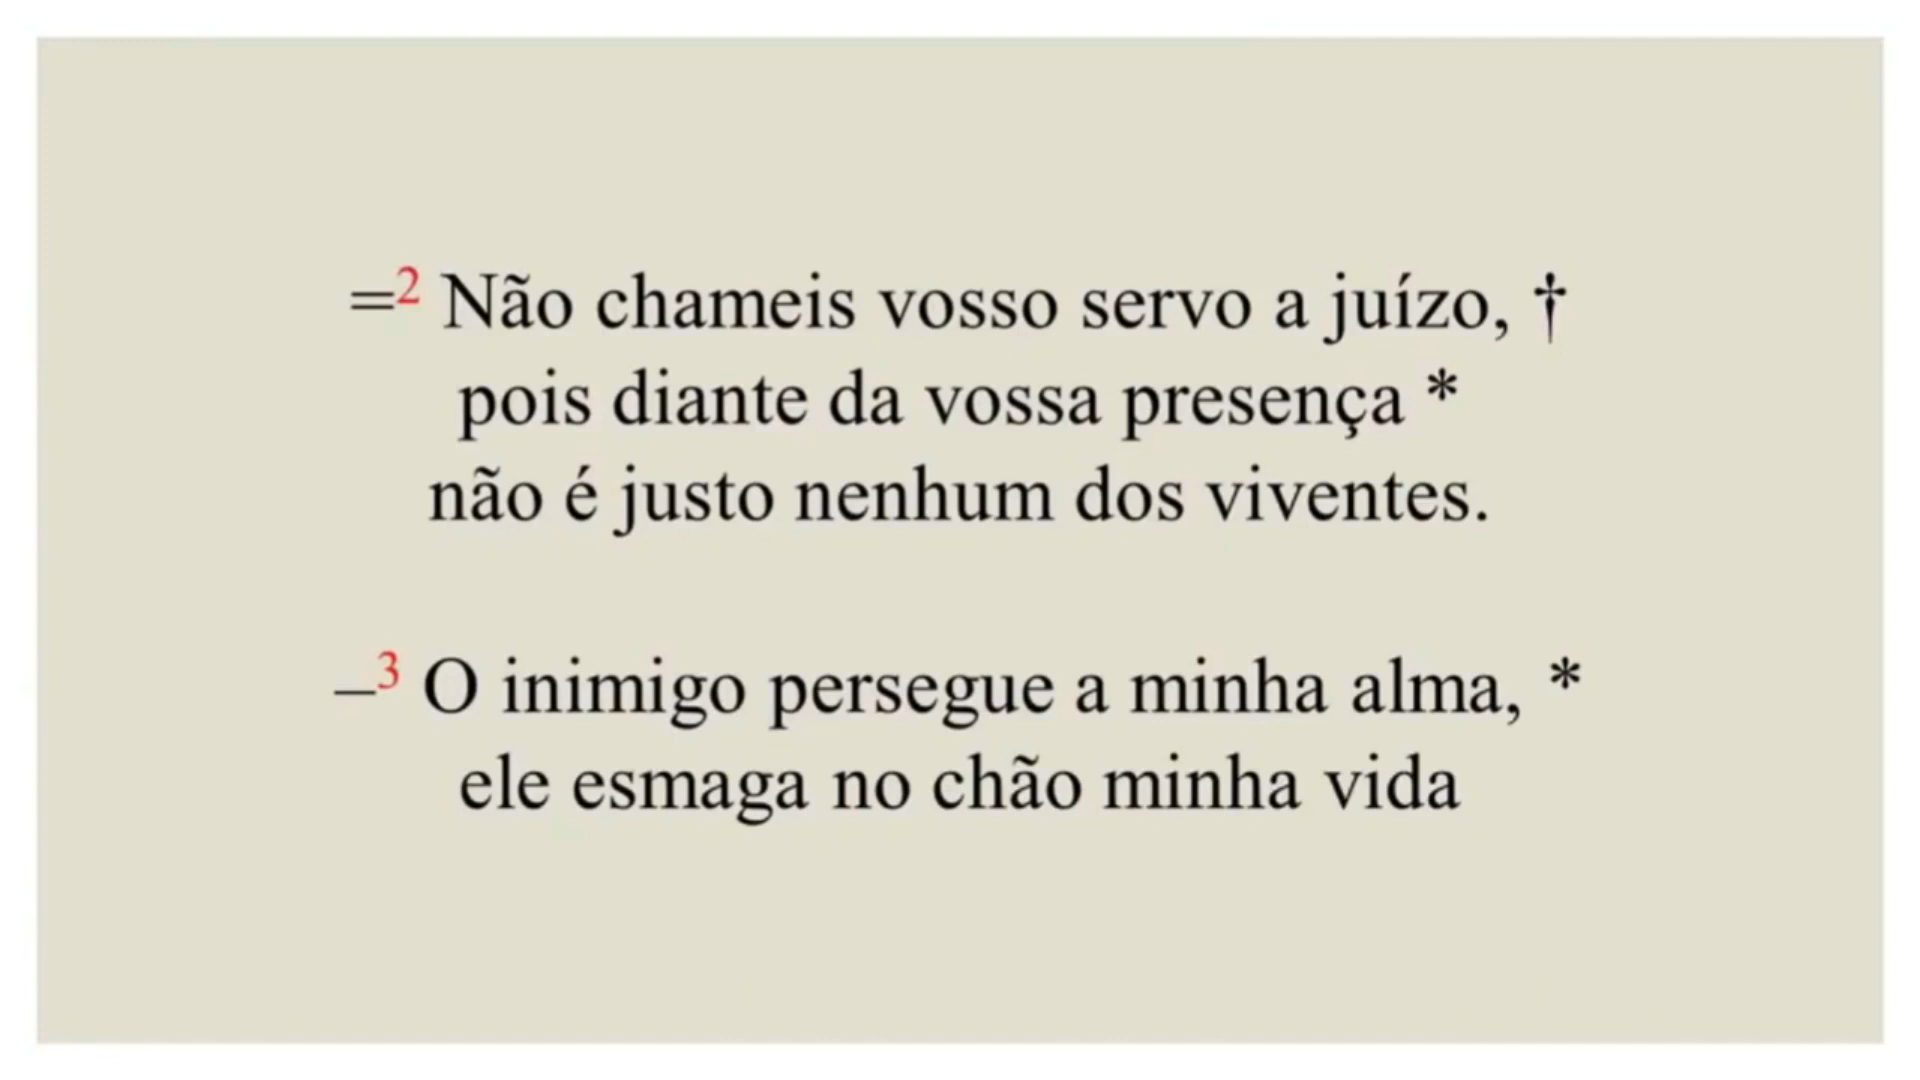 =2 Não chameis vosso servo a juízo, †
pois diante da vossa presença *
não é justo nenhum dos viventes.
–3 O inimigo persegue a minha alma, *
ele esmaga no chão minha vida